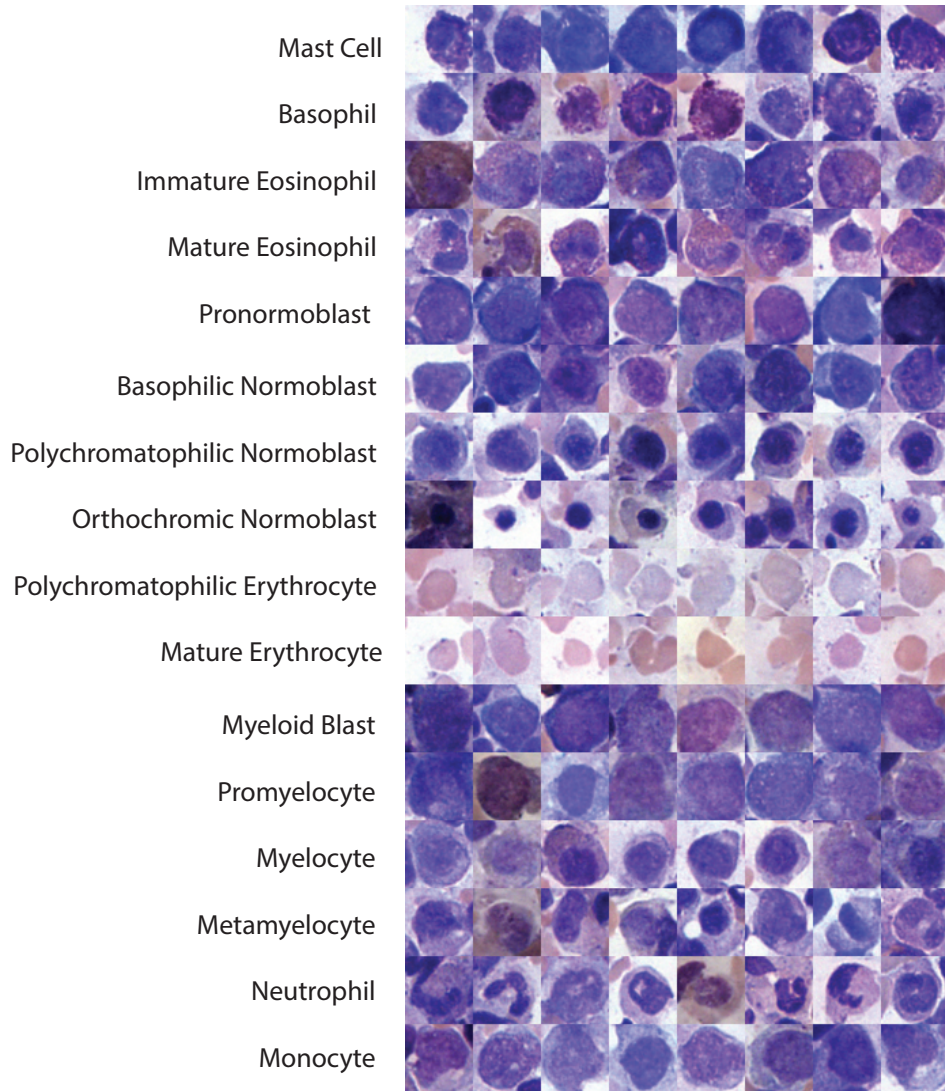 Mast Cell
Basophil
Immature Eosinophil
Mature Eosinophil
Pronormoblast
Basophilic Normoblast
Polychromatophilic Normoblast
Orthochromic Normoblast
Polychromatophilic Erythrocyte
Mature Erythrocyte
Myeloid Blast
Promyelocyte
Myelocyte
Metamyelocyte
Neutrophil
Monocyte